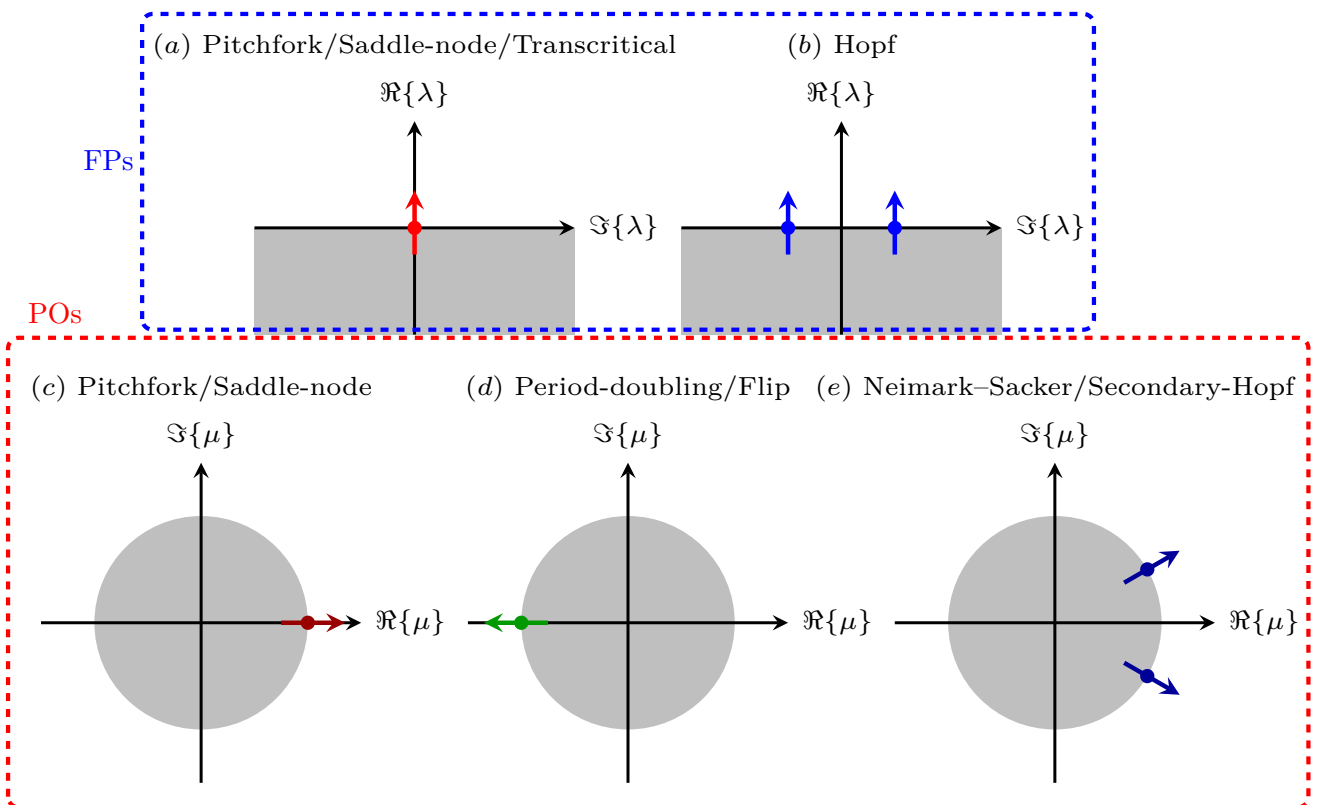 (a) Pitchfork/Saddle-node/Transcritical
(b) Hopf
ℜ{λ}
ℜ{λ}
FPs
ℑ{λ}
ℑ{λ}
POs
(c) Pitchfork/Saddle-node
(d) Period-doubling/Flip
(e) Neimark–Sacker/Secondary-Hopf
ℑ{μ}
ℑ{μ}
ℑ{μ}
ℜ{μ}
ℜ{μ}
ℜ{μ}